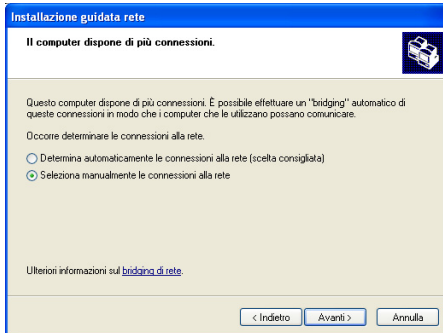 Installazione guidata rete
Il computer dispone di più connessioni.
Questo computer dispone di più connessioni. È possibile effettuare un "bridging" automatico di
queste connessioni in modo che i computer che le utilizzano possano comunicare.
Occorre determinare le connessioni alla rete.
Determina automaticamente le connessioni alla rete (scelta consigliata)
Seleziona manualmente le connessioni alla rete
Ulteriori informazioni sul bridging di rete.
< Indietro Avanti > Annulla